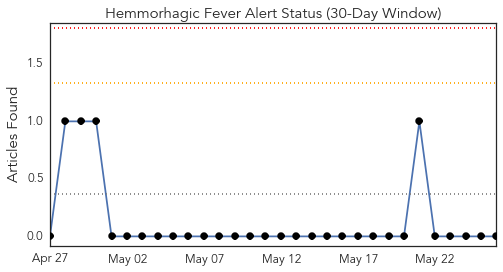 Hemmorhagic Fever Alert Status (30-Day Window)
Articles Found
1.5
1.0
0.5
0.0
Apr 27 May 02 May 07 May 12 May 17 May 22